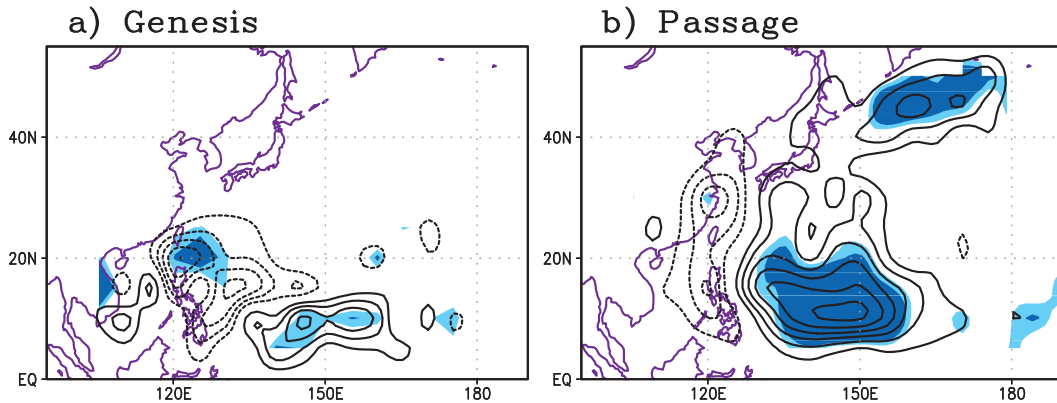 a) Genesis b) Passage
40N 40N
20N 20N
EQ EQ
120E 150E 180 120E 150E 180